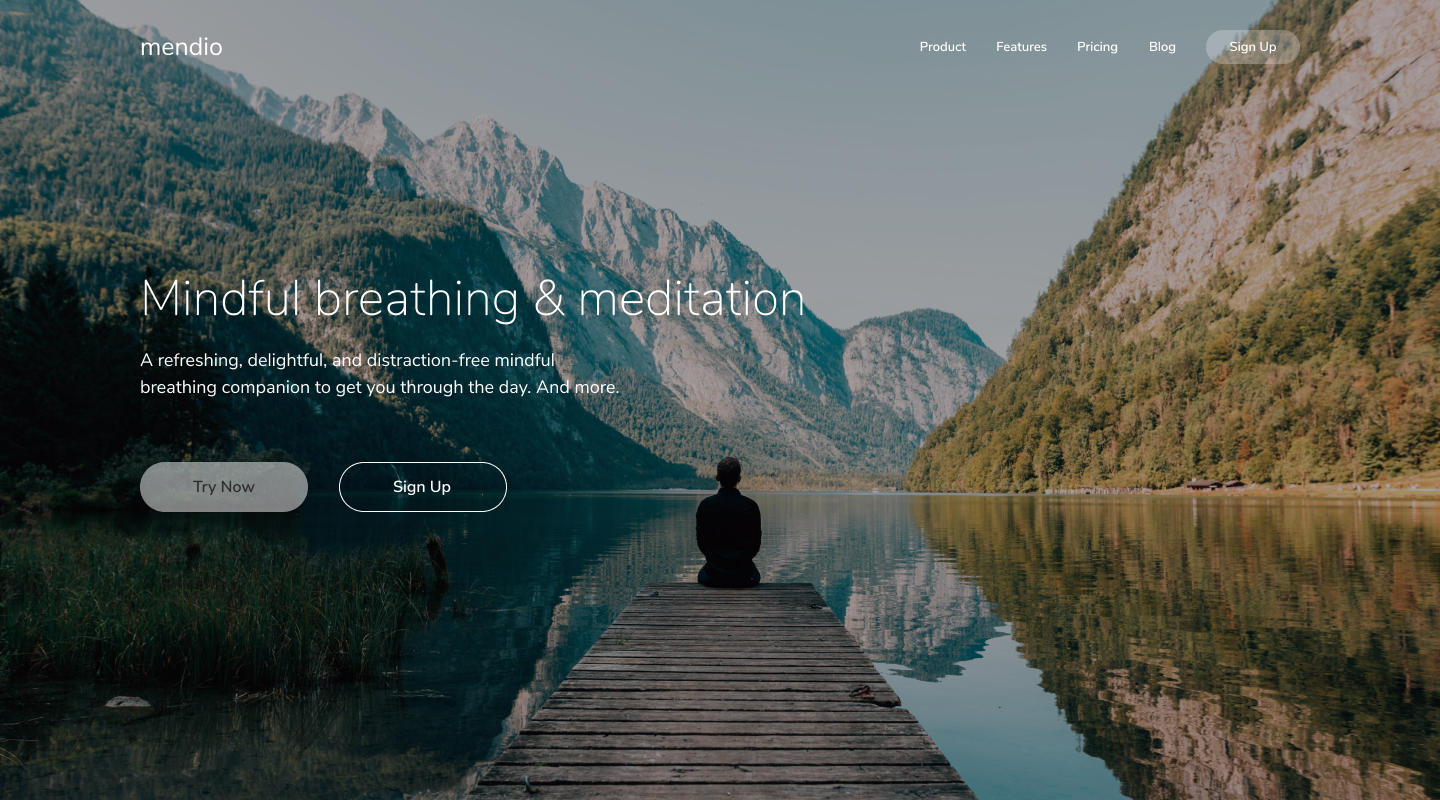 mendio
Product
Features
Pricing
Blog
Sign Up
Mindful breathing & meditation
A refreshing, delightful, and distraction-free mindful
breathing companion to get you through the day. And more.
Try Now
Sign Up